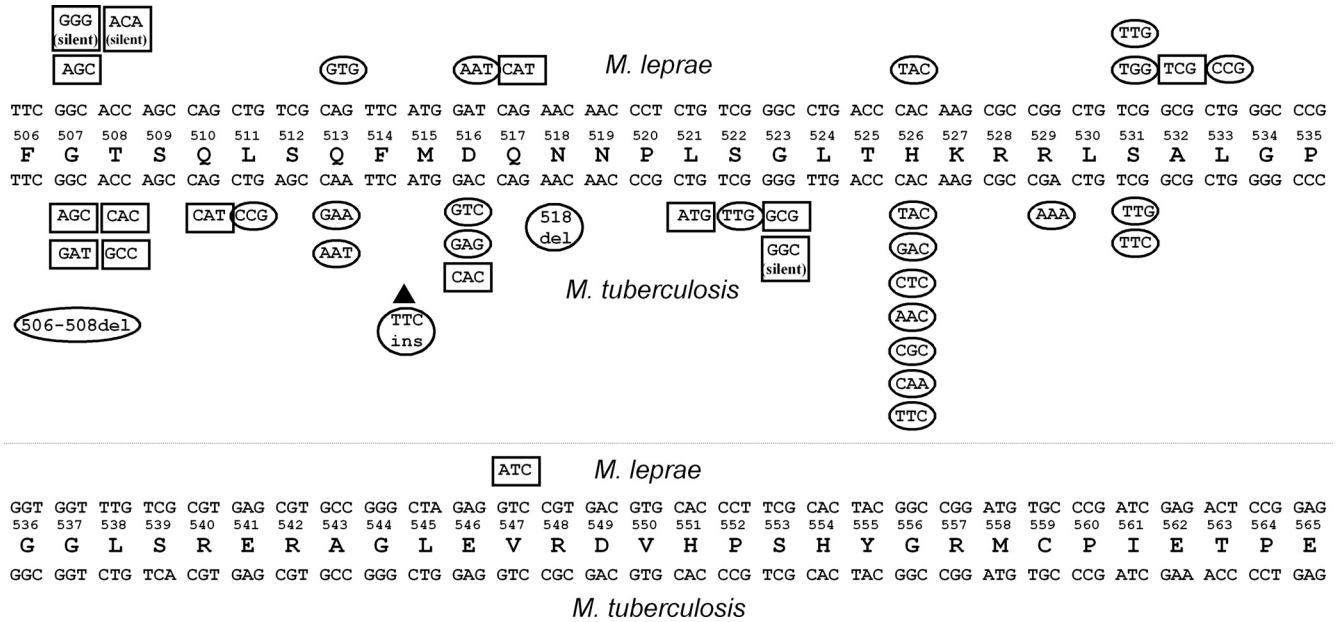 GGG ACA TTG
(silent) (silent)
AGC GTG AAT CAT M. leprae TAC TGG TCG CCG
TTC GGC ACC AGC CAG CTG TCG CAG TTC ATG GAT CAG AAC AAC CCT CTG TCG GGC CTG ACC CAC AAG CGC CGG CTG TCG GCG CTG GGC CCG
506 507 508 509 510 511 512 513 514 515 516 517 518 519 520 521 522 523 524 525 526 527 528 529 530 531 532 533 534 535
F G T S Q L S Q F M D Q N N P L S G L T H K R R L S A L G P
TTC GGC ACC AGC CAG CTG AGC CAA TTC ATG GAC CAG AAC AAC CCG CTG TCG GGG TTG ACC CAC AAG CGC CGA CTG TCG GCG CTG GGG CCC
AGC CAC CAT CCG GAA GTC 518 ATG TTG GCG TAC AAA TTG
del
GAT GCC AAT GAG GGC GAC TTC
(silent)
CAC M. tuberculosis CTC
506-508del TTC AAC
ins
CGC
CAA
TTC
ATC M. leprae
GGT GGT TTG TCG CGT GAG CGT GCC GGG CTA GAG GTC CGT GAC GTG CAC CCT TCG CAC TAC GGC CGG ATG TGC CCG ATC GAG ACT CCG GAG
536 537 538 539 540 541 542 543 544 545 546 547 548 549 550 551 552 553 554 555 556 557 558 559 560 561 562 563 564 565
G G L S R E R A G L E V R D V H P S H Y G R M C P I E T P E
GGC GGT CTG TCA CGT GAG CGT GCC GGG CTG GAG GTC CGC GAC GTG CAC CCG TCG CAC TAC GGC CGG ATG TGC CCG ATC GAA ACC CCT GAG
M. tuberculosis